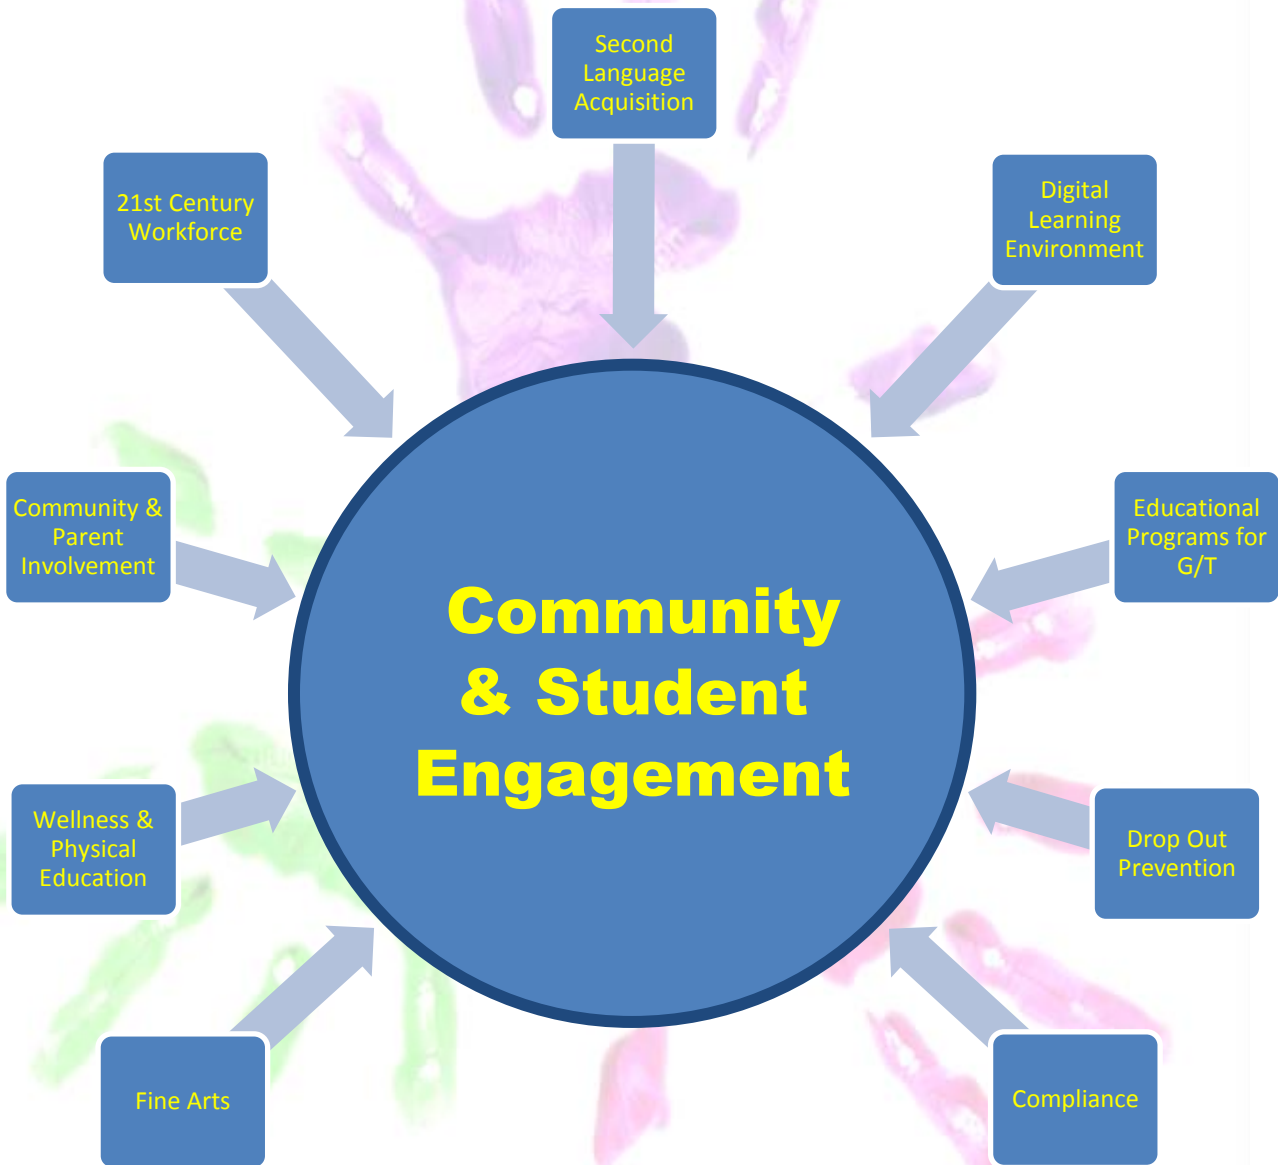 Second
Language
Acquisition
21st Century
Workforce
Digital
Learning
Environment
Community &
Parent
Involvement
Educational
Programs for
G/T
Community
& Student
Engagement
Wellness &
Physical
Education
Drop Out
Prevention
Fine Arts
Compliance